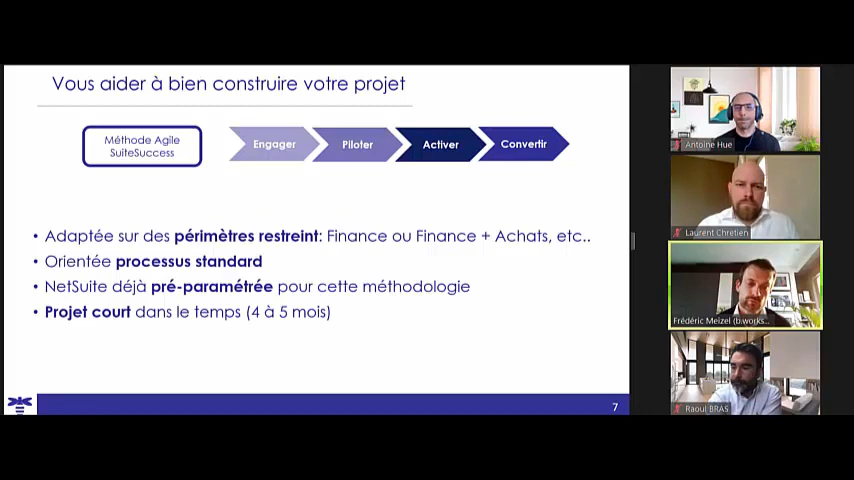 Vous aider à bien construire votre projet
Méthode Agile
SuiteSuccess
Engager
Piloter
Activer
Convertir
• Adaptée sur des périmètres restreint: Finance ou Finance + Achats, etc..
• Orientée processus standard
• NetSuite déjà pré-paramétrée pour cette méthodologie
• Projet court dans le temps (4 à 5 mois)
7
Antoine Hue
Laurent Chretien
Frédéric Meizel (b.works...
Raoul BRAS